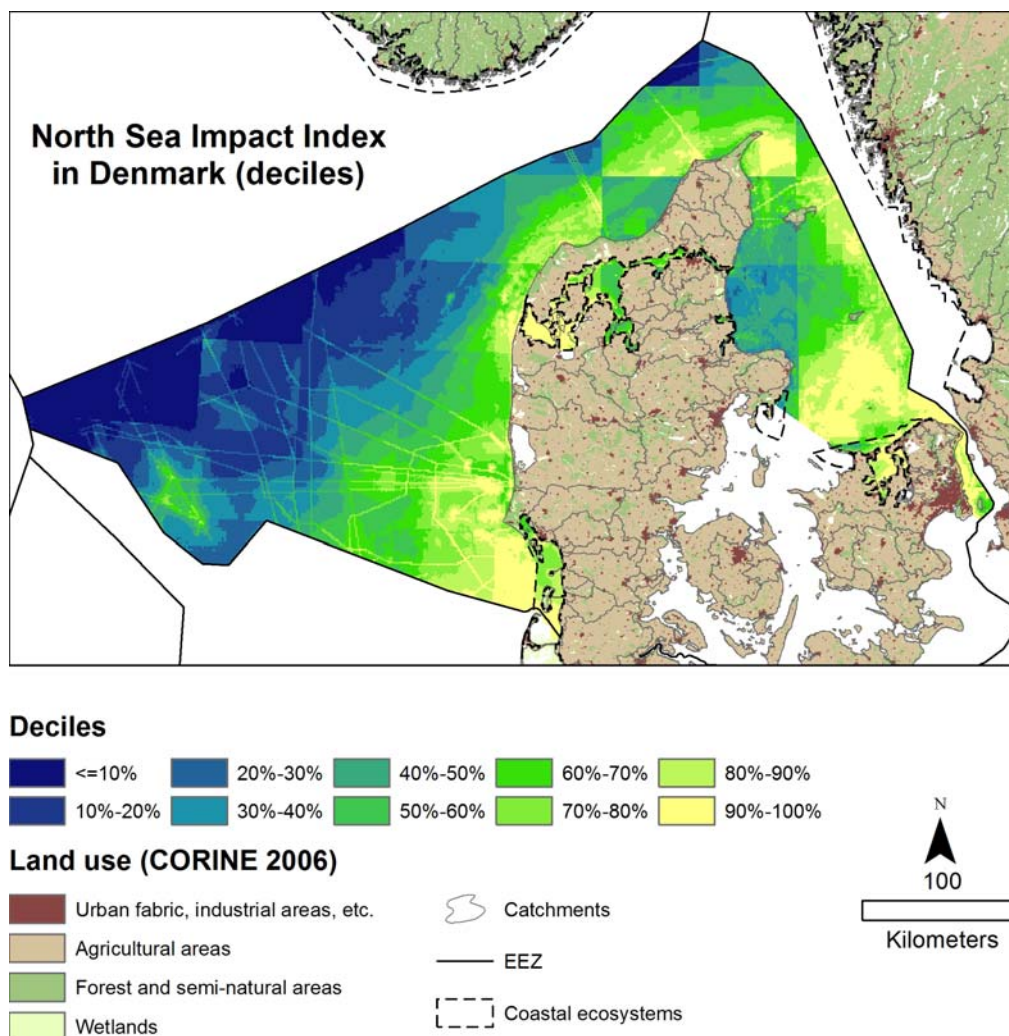 North Sea Impact Index
in Denmark (deciles)
Deciles
<=10%
20%-30%
40%-50%
60%-70%
80%-90%
10%-20%
30%-40%
50%-60%
70%-80%
90%-100%
Land use (CORINE 2006)
Urban fabric, industrial areas, etc.
Agricultural areas
Forest and semi-natural areas
Wetlands
Catchments
EEZ
Coastal ecosystems
N
100
Kilometers